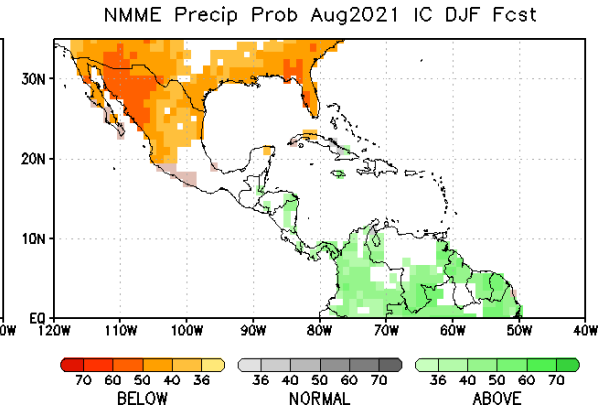 NMME Precip Prob Aug2021 IC DJF Fcst
30N
20N
10N
EQ
0W 120W 110W 100W 90W 80W 70W 60W 50W 40W
70 60 50 40 36 36 40 50 60 70 36 40 50 60 70
BELOW NORMAL ABOVE